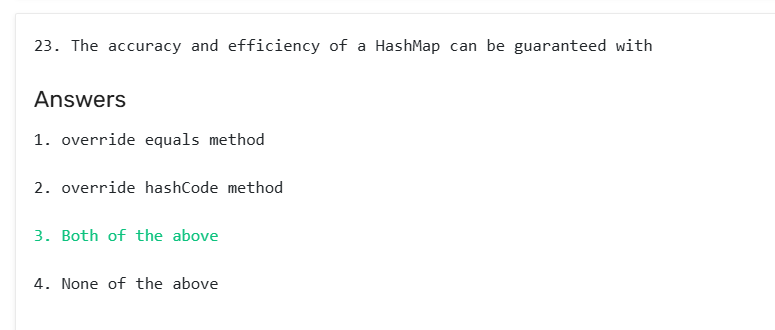 23. The accuracy and efficiency of a HashMap can be guaranteed with
Answers
1. override equals method
2. override hashCode method
3. Both of the above
4. None of the above